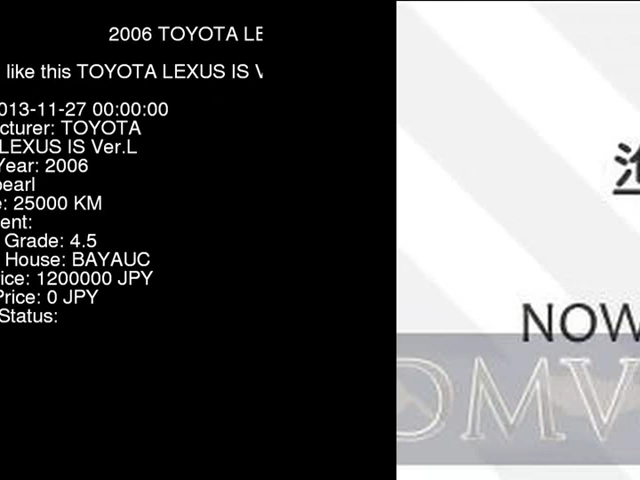 2006 TOYOTA LE
like this TOYOTA LEXUS IS V
013-11-27 00:00:00
cturer: TOYOTA
LEXUS IS Ver.L
Year: 2006
pearl
e: 25000 KM
ent:
Grade: 4.5
House: BAYAUC
ice: 1200000 JPY
Price: 0 JPY
Status:
NOW
OMV